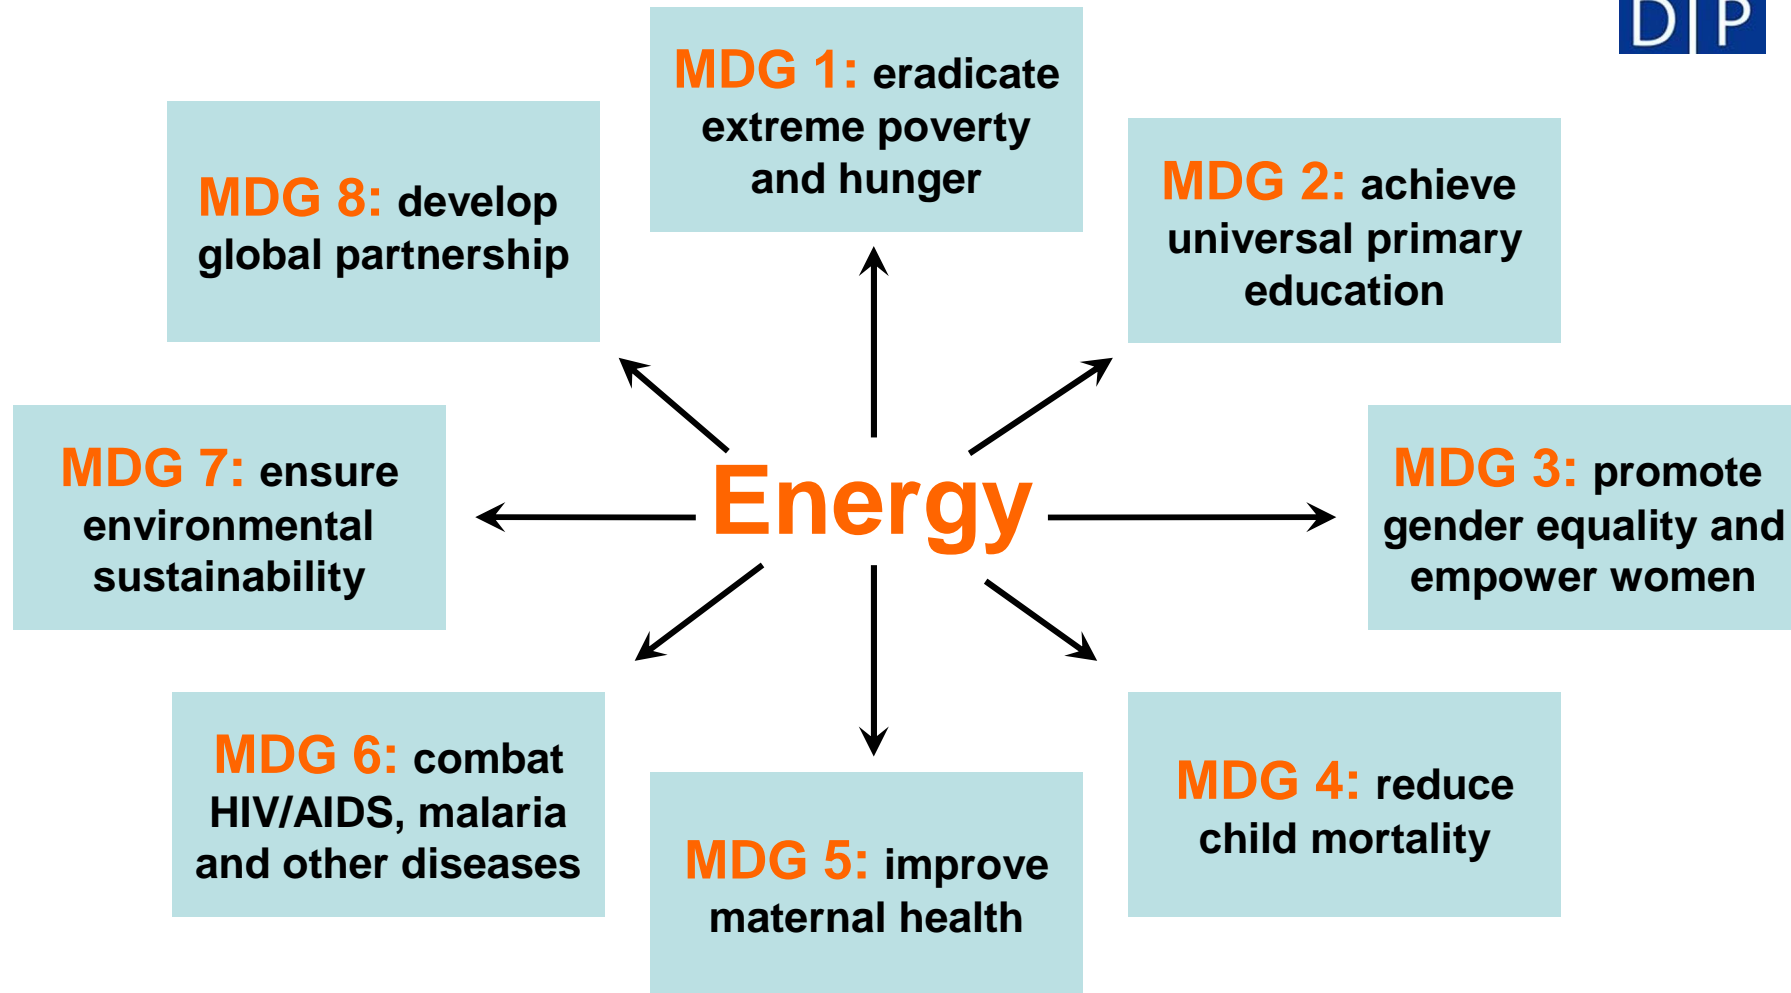 D P
MDG 1: eradicate
extreme poverty
and hunger
MDG 2: achieve
universal primary
education
MDG 8: develop
global partnership
MDG 7: ensure
environmental
sustainability
Energy
MDG 3: promote
gender equality and
empower women
MDG 6: combat
HIV/AIDS, malaria
and other diseases
MDG 5: improve
maternal health
MDG 4: reduce
child mortality